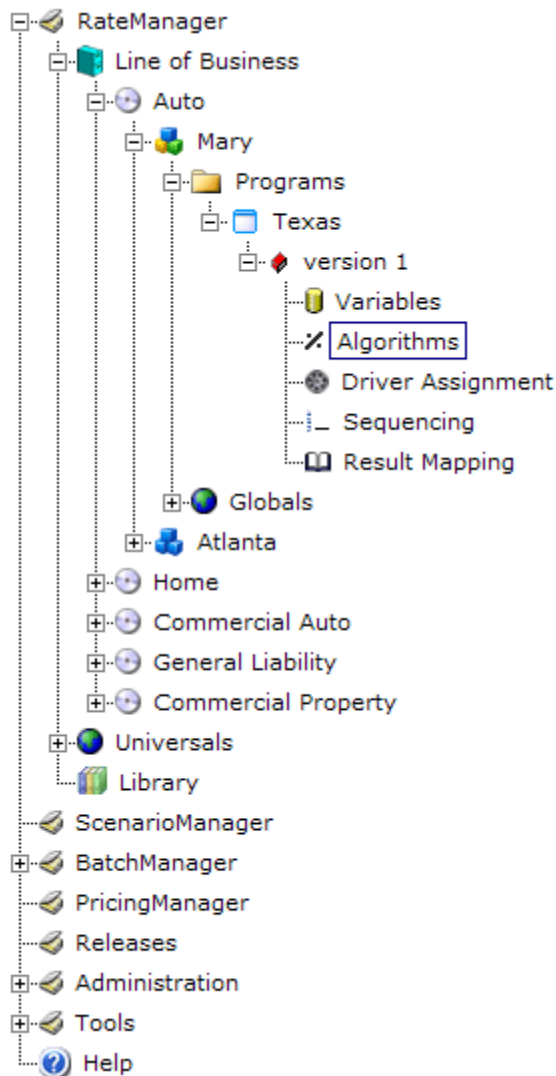 RateManager
Line of Business
Auto
Mary
Programs
Texas
version 1
Variables
Algorithms
Driver Assignment
Sequencing
Result Mapping
Globals
Atlanta
Home
Commercial Auto
General Liability
Commercial Property
Universals
Library
ScenarioManager
BatchManager
PricingManager
Releases
Administration
Tools
Help